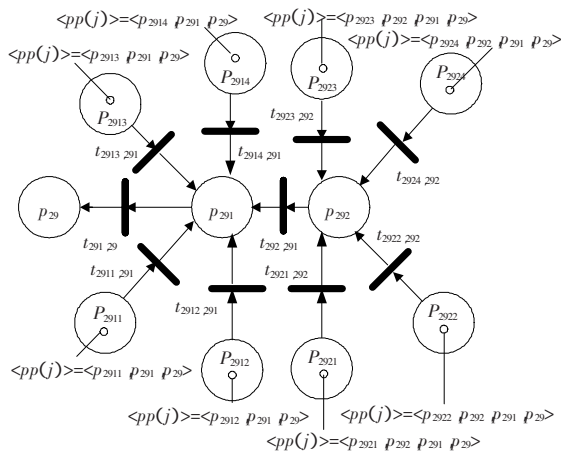 <pp(j)>=<p2914 ,p291 ,p29>
<pp(j)>=<p2923 ,p292 ,p291 ,p29>
<pp(j)>=<p2913 ,p291 ,p29>
<pp(j)>=<p2924 ,p292 ,p291 ,p29>
P2914
P2923
P2924
P2913
t2913,291
t2914,291
t2923,292
t2924,292
p29
p291
p292
t291,29
t292,291
t2922,292
t2911,291
t2921,292
t2912,291
P2911
P2922
P2912
P2921
<pp(j)>=<p2911 ,p291 ,p29>
<pp(j)>=<p2912 ,p291 ,p29>
<pp(j)>=<p2922 ,p292 ,p291 ,p29>
<pp(j)>=<p2921 ,p292 ,p291 ,p29>